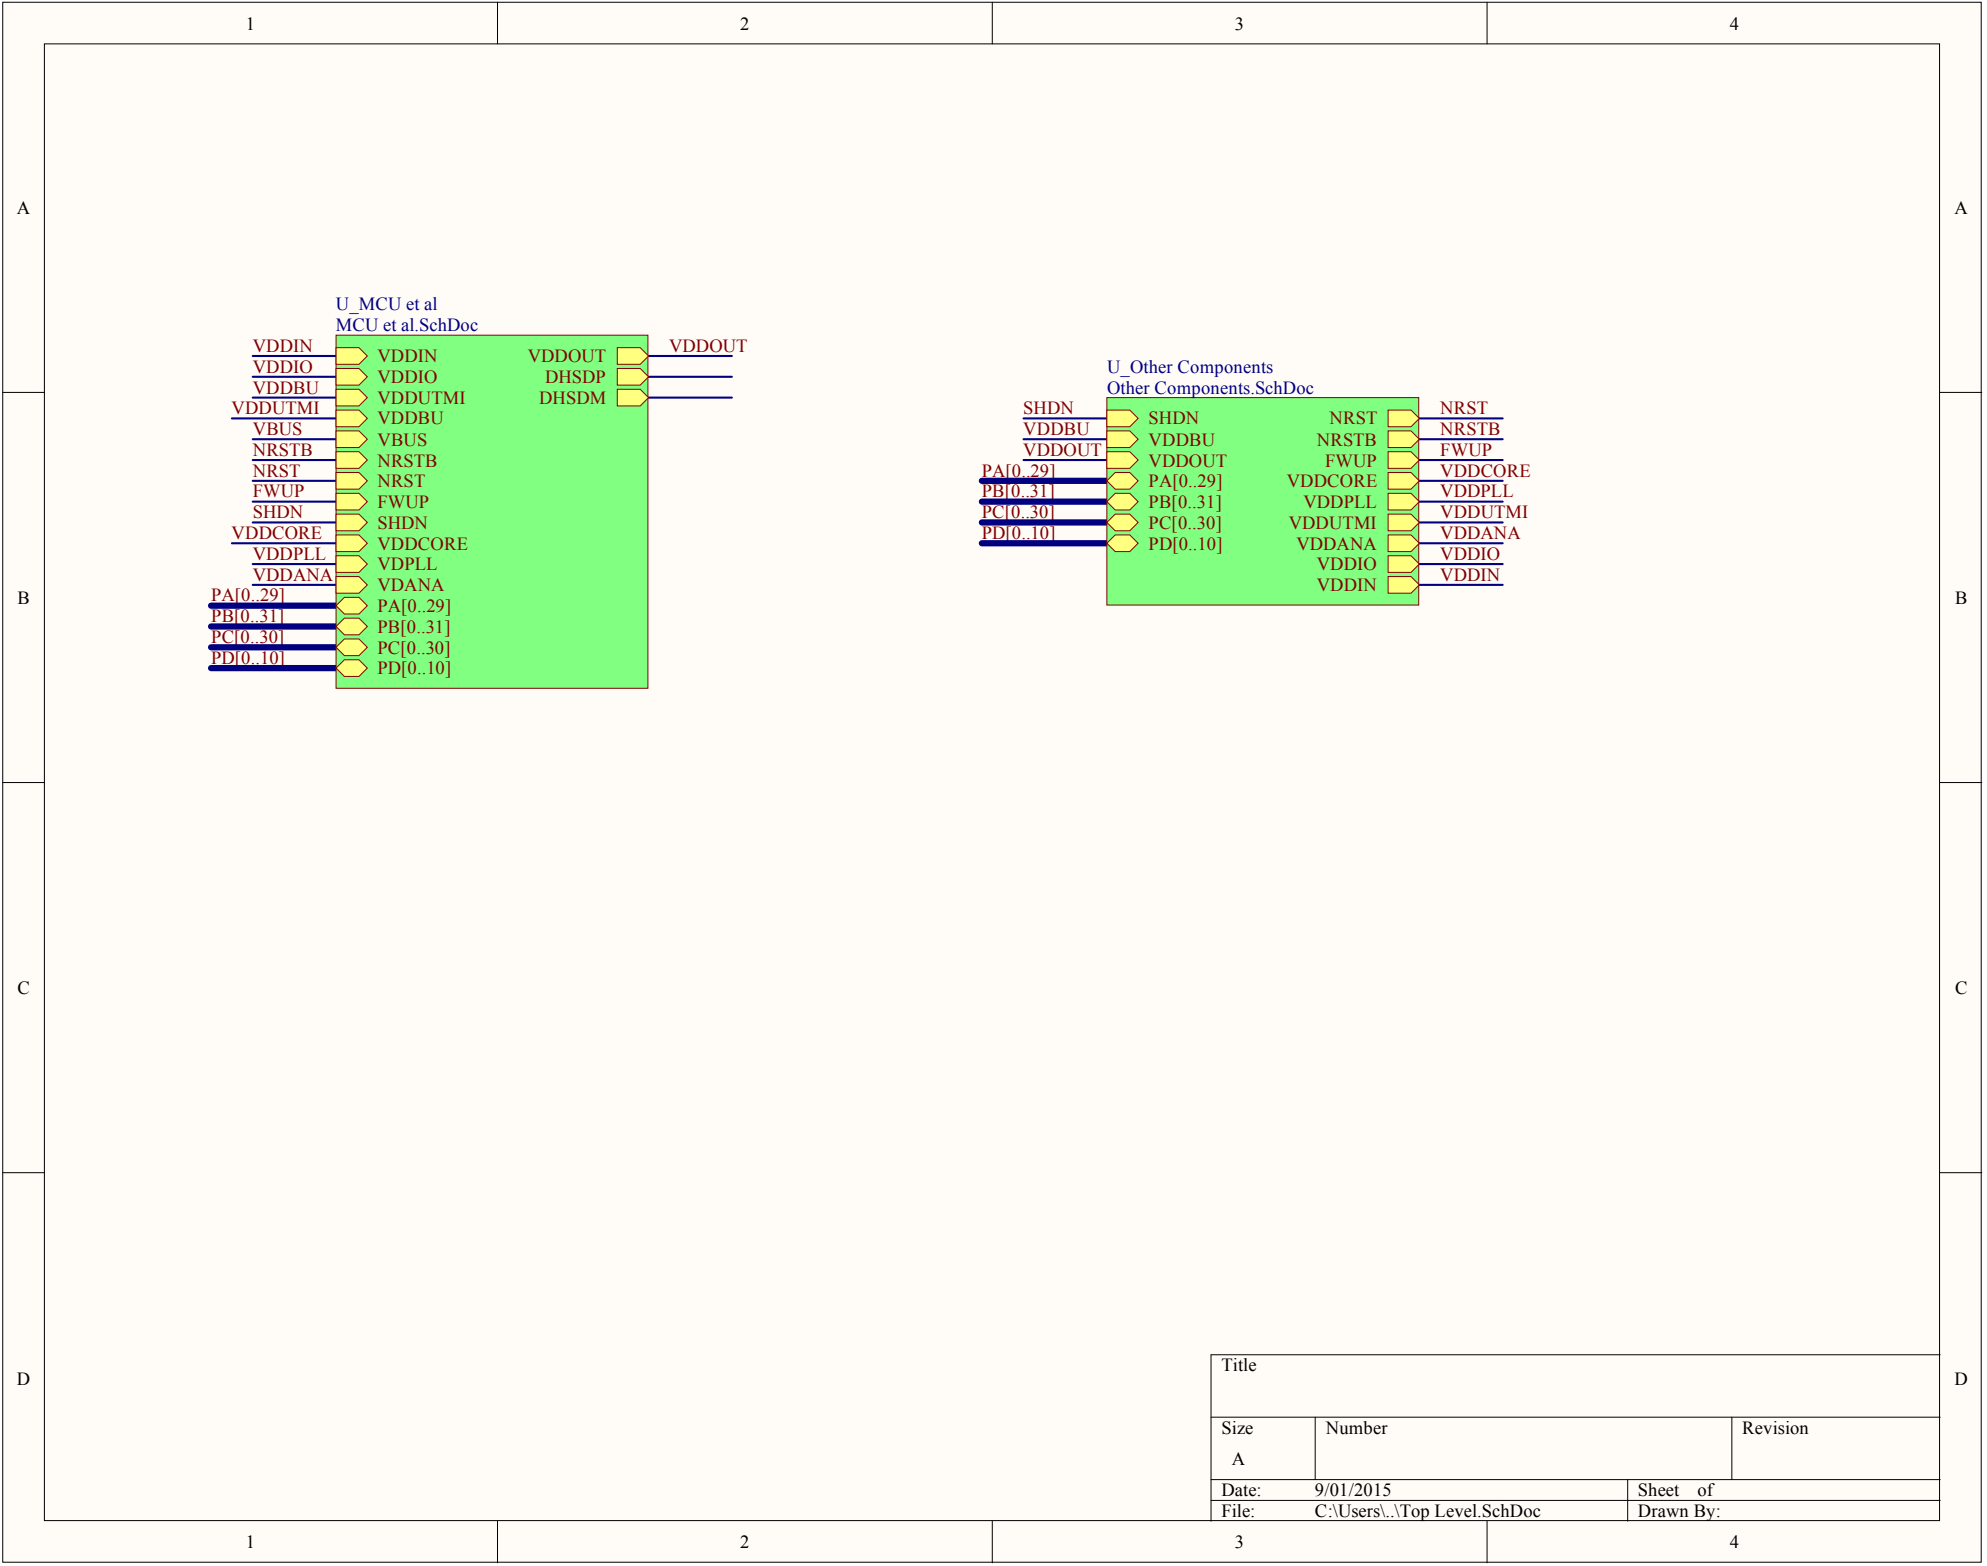 1 2 3 4
A A
U_MCU et al
MCU et al.SchDoc
VDDIN VDDIN VDDOUT VDDOUT
VDDIO VDDIO DHSDP
VDDBU VDDUTMI DHSDM
VDDUTMI VDDBU
VBUS VBUS
NRSTB NRSTB
NRST NRST
FWUP FWUP
SHDN SHDN
VDDCORE VDDCORE
VDDPLL VDPLL
VDDANA VDANA
PA[0..29] PA[0..29]
PB[0..31] PB[0..31]
PC[0..30] PC[0..30]
PD[0..10] PD[0..10]
U_Other Components
Other Components.SchDoc
SHDN SHDN NRST NRST
VDDBU VDDBU NRSTB NRSTB
VDDOUT VDDOUT FWUP FWUP
PA[0..29] PA[0..29] VDDCORE VDDCORE
PB[0..31] PB[0..31] VDDPLL VDDPLL
PC[0..30] PC[0..30] VDDUTMI VDDUTMI
PD[0..10] PD[0..10] VDDANA VDDANA
VDDIO VDDIO
VDDIN VDDIN
B B
C C
D D
Title
Size Number Revision
A
Date: 9/01/2015 Sheet of
File: C:\Users\..\Top Level.SchDoc Drawn By:
1 2 3 4